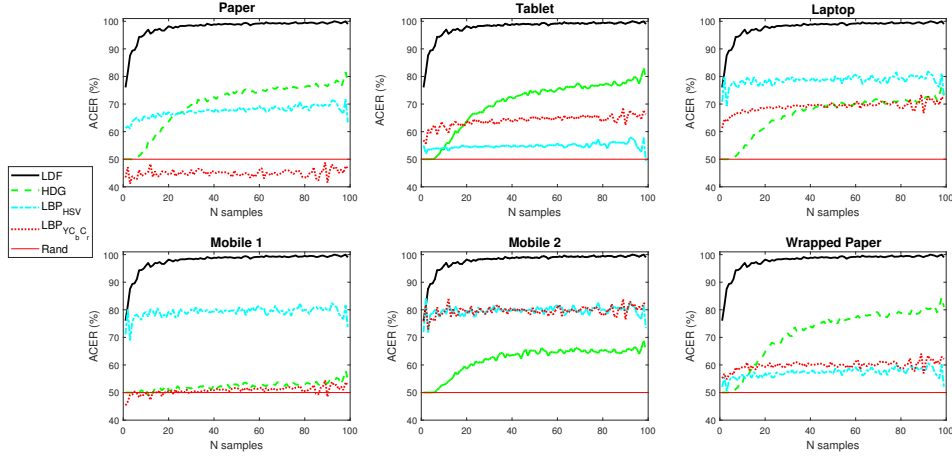 Paper
Tablet
Laptop
100
90
80
70
60
50
40
ACER (%)
0 20 40 60 80 100
N samples
100
90
80
70
60
50
40
ACER (%)
0 20 40 60 80 100
N samples
100
90
80
70
60
50
40
ACER (%)
0 20 40 60 80 100
N samples
LDF
HDG
LBP_HSV
LBP_YC_bC_r
Rand
Mobile 1
Mobile 2
Wrapped Paper
100
90
80
70
60
50
40
ACER (%)
0 20 40 60 80 100
N samples
100
90
80
70
60
50
40
ACER (%)
0 20 40 60 80 100
N samples
100
90
80
70
60
50
40
ACER (%)
0 20 40 60 80 100
N samples